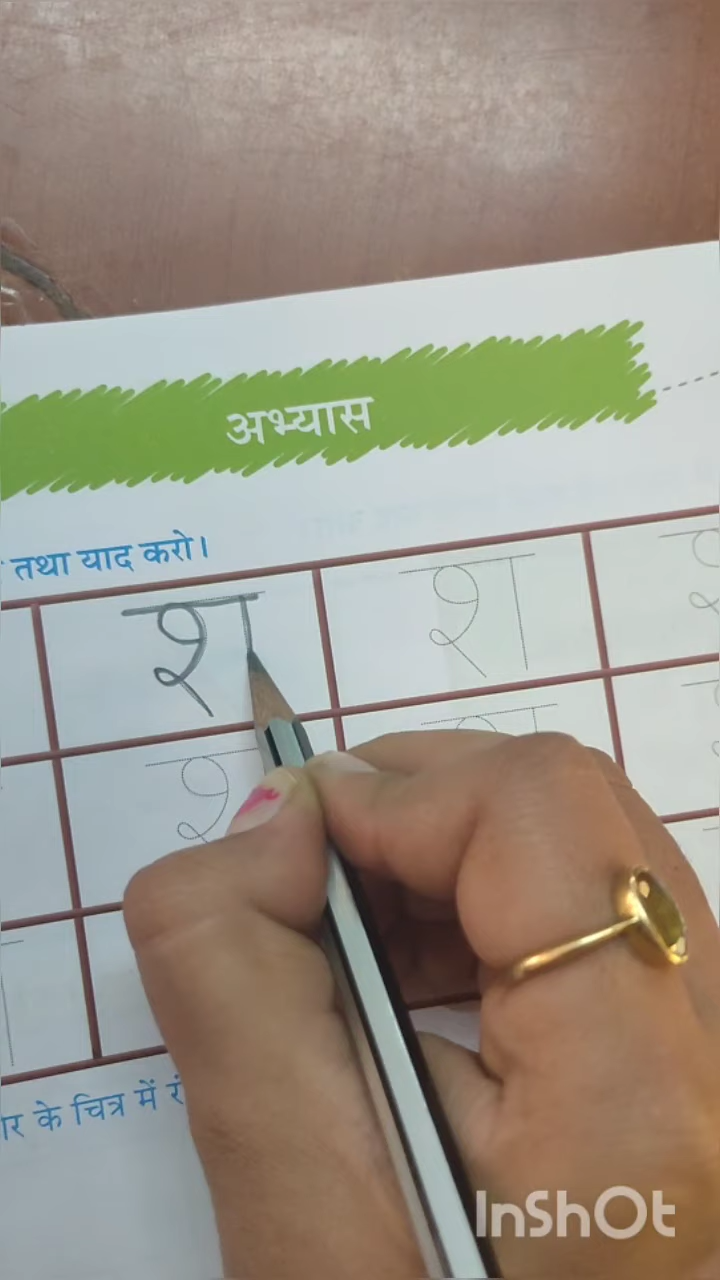 अभ्यास
तथा याद करो।
श श
श
के चित्र में
InShOt